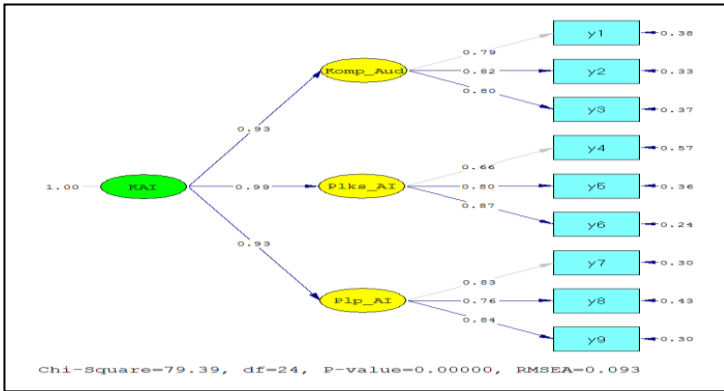 y1
0.38
0.79
Komp_Aud
0.82
y2
0.33
0.80
y3
0.37
0.93
y4
0.57
0.66
1.00
KAI
0.99
Plks_AI
0.80
y5
0.36
0.87
y6
0.24
0.93
y7
0.30
0.83
Plp_AI
0.76
y8
0.43
0.84
y9
0.30
Chi-Square=79.39, df=24, P-value=0.00000, RMSEA=0.093